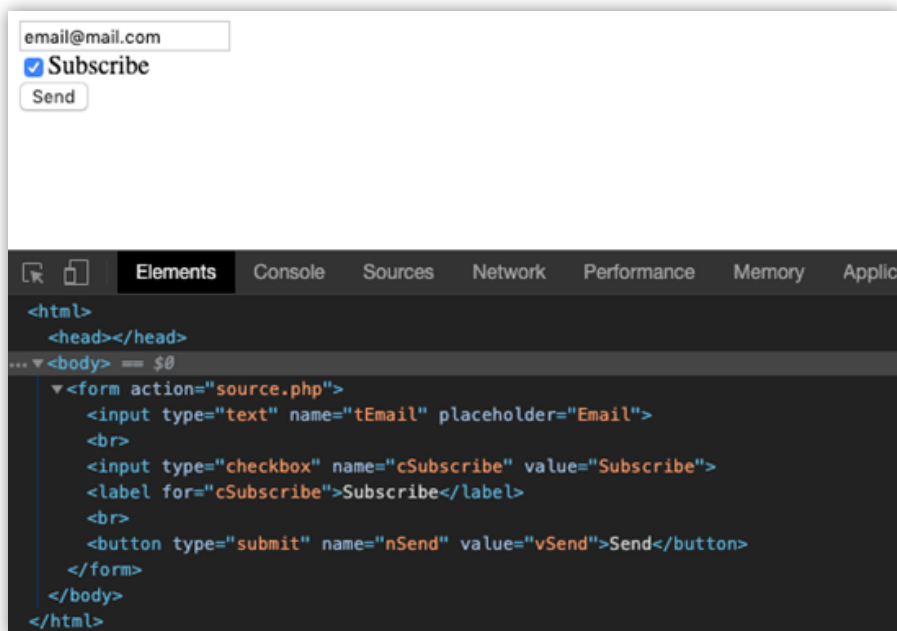 email@mail.com
Subscribe
Send
Elements Console Sources Network Performance Memory Applic
<html>
<head></head>
... ▼<body> == $0
▼<form action="source.php">
<input type="text" name="tEmail" placeholder="Email">
<br>
<input type="checkbox" name="cSubscribe" value="Subscribe">
<label for="cSubscribe">Subscribe</label>
<br>
<button type="submit" name="nSend" value="vSend">Send</button>
</form>
</body>
</html>